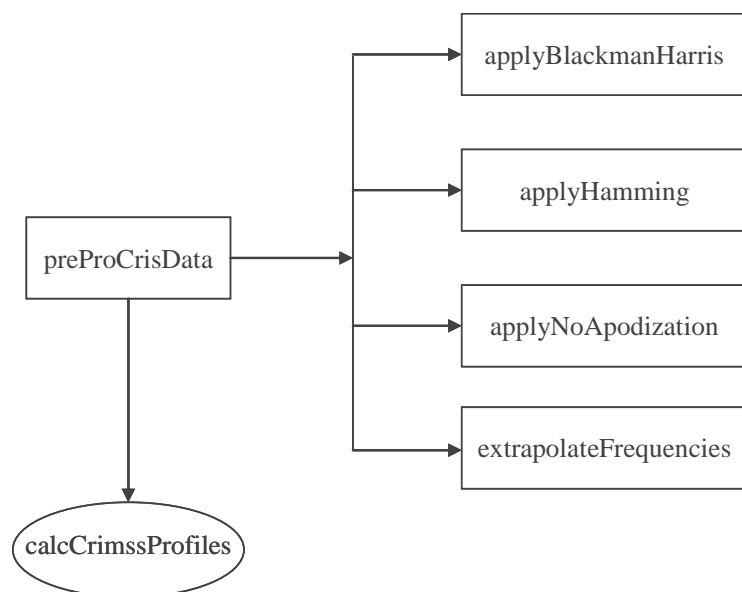 applyBlackmanHarris
applyHamming
preProCrisData
applyNoApodization
extrapolateFrequencies
calcCrimssProfiles